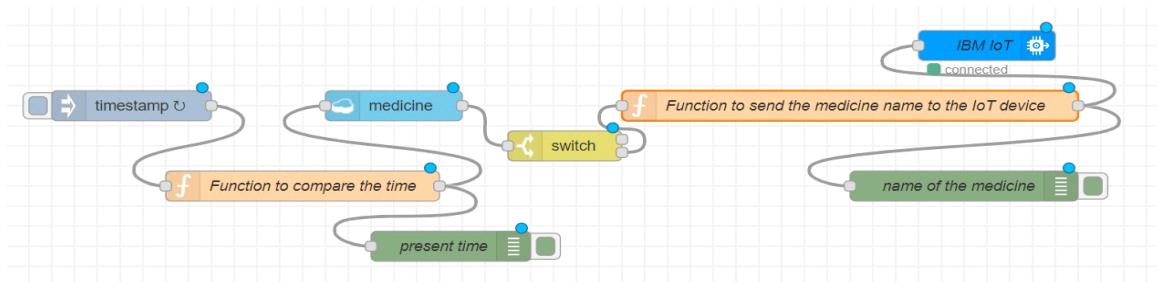 IBM IoT
connected
timestamp ↻
medicine
Function to send the medicine name to the IoT device
switch
Function to compare the time
name of the medicine
present time